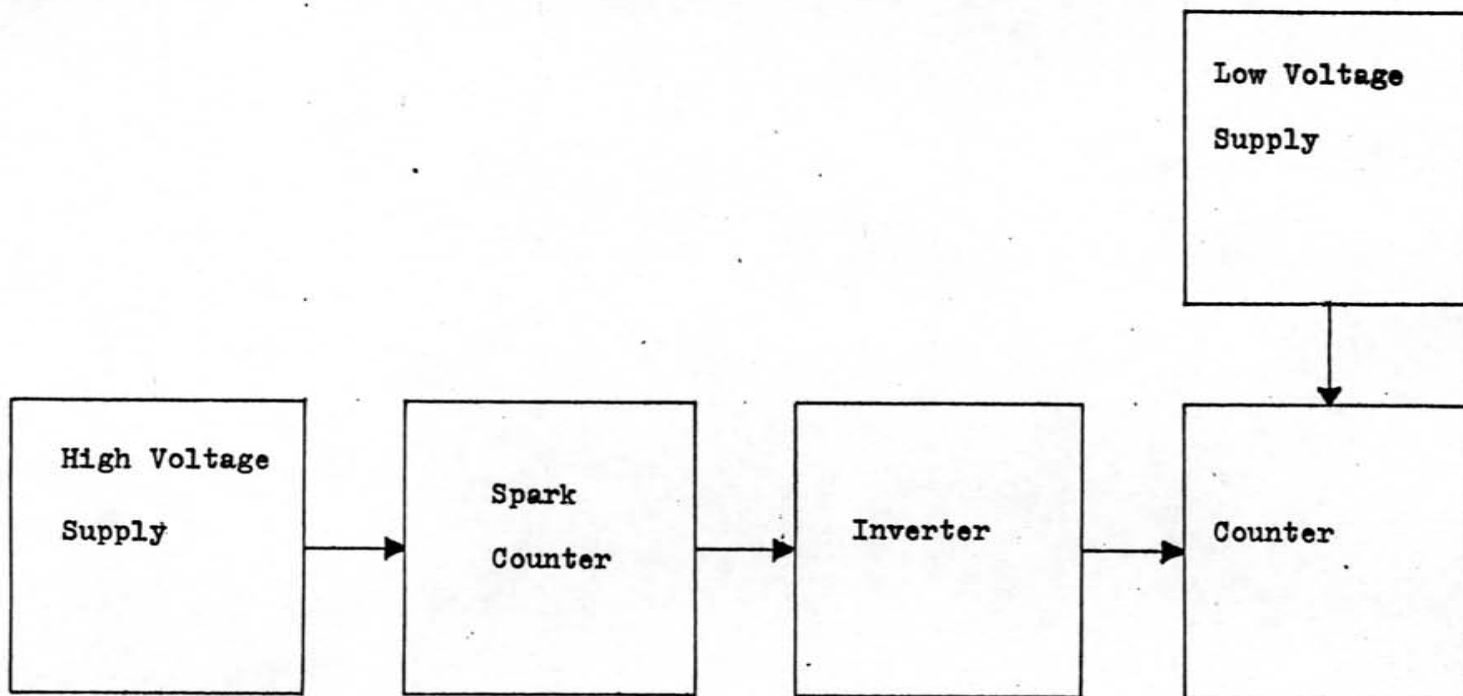 Low Voltage
Supply
High Voltage
Supply
Spark
Counter
Inverter
Counter